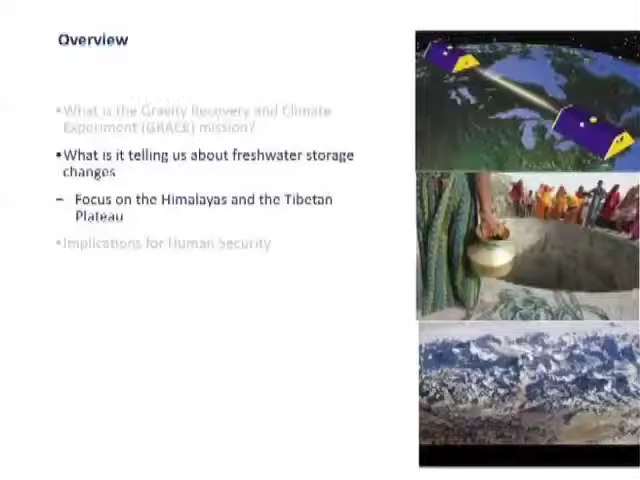 Overview
•What is the Gravity Recovery and Climate
Experiment (GRACE) mission?
•What is it telling us about freshwater storage
changes
– Focus on the Himalayas and the Tibetan
Plateau
•Implications for Human Security